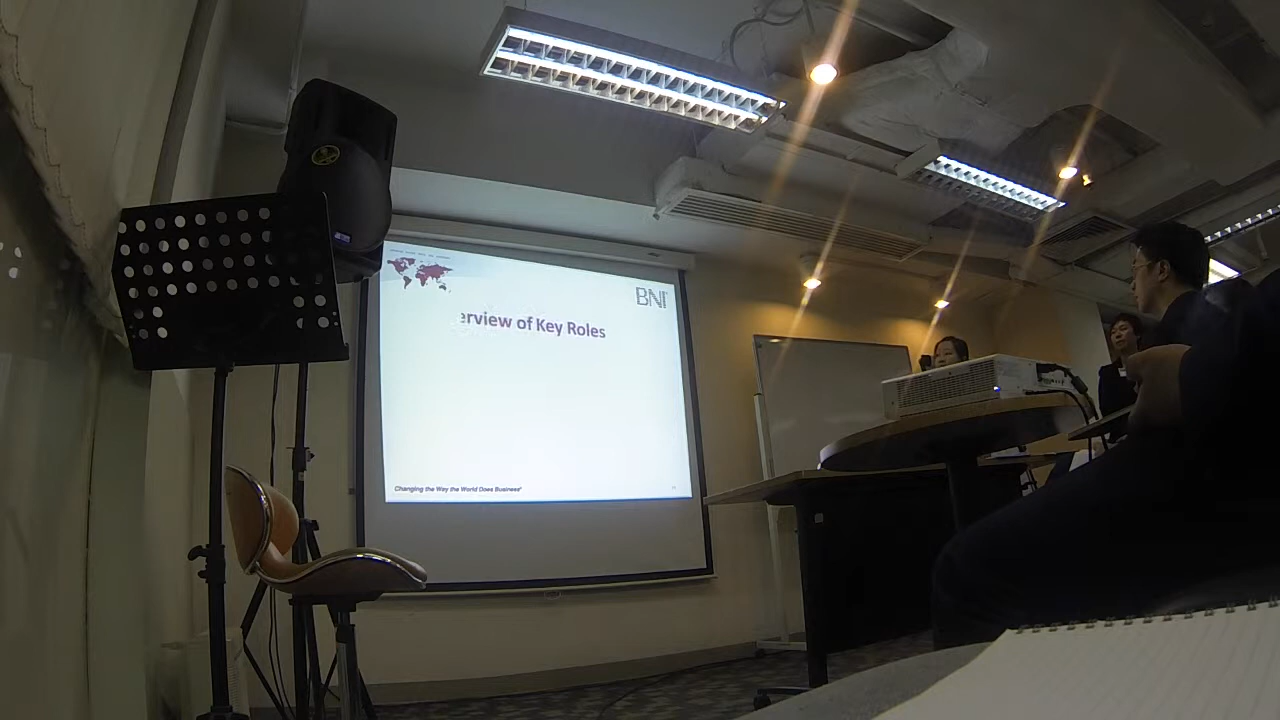 BNI
erview of Key Roles
Changing the Way the World Does Business®